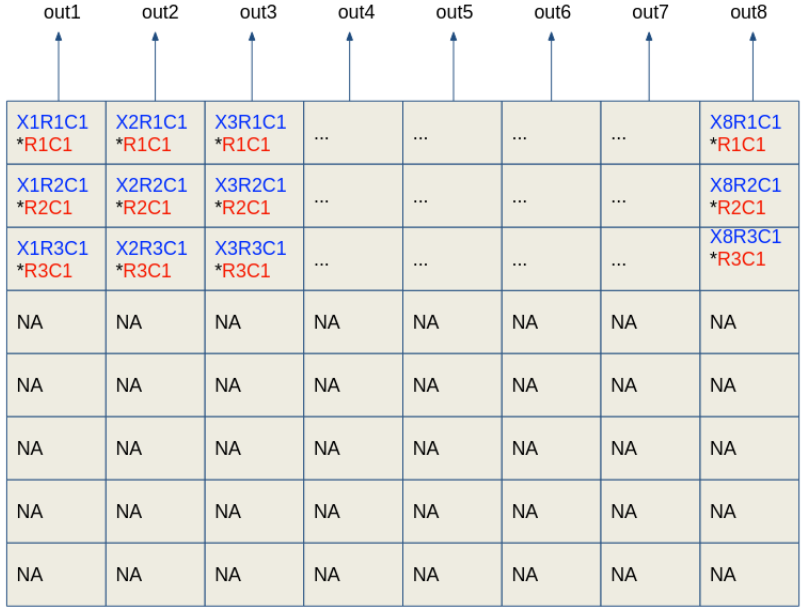 out1 out2 out3 out4 out5 out6 out7 out8
X1R1C1 X2R1C1 X3R1C1 ... ... ... ... X8R1C1
*R1C1 *R1C1 *R1C1 *R1C1
X1R2C1 X2R2C1 X3R2C1 ... ... ... ... X8R2C1
*R2C1 *R2C1 *R2C1 *R2C1
X1R3C1 X2R3C1 X3R3C1 ... ... ... ... X8R3C1
*R3C1 *R3C1 *R3C1 *R3C1
NA NA NA NA NA NA NA NA
NA NA NA NA NA NA NA NA
NA NA NA NA NA NA NA NA
NA NA NA NA NA NA NA NA
NA NA NA NA NA NA NA NA